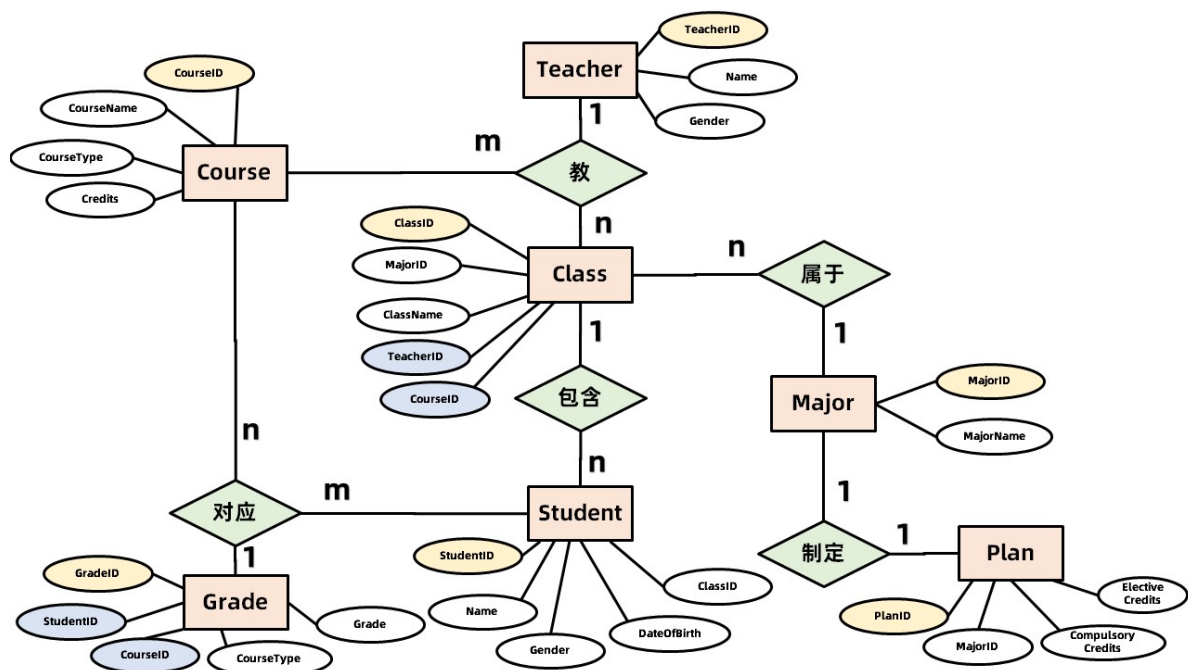 TeacherID
Teacher
Name
Gender
CourseID
CourseName
CourseType
Credits
Course
1
m
教
n
ClassID
MajorID
ClassName
TeacherID
CourseID
Class
n
属于
1
1
包含
n
Major
MajorID
MajorName
1
制定
1
Plan
PlanID
MajorID
Compulsory
Credits
Elective
Credits
n
m
对应
1
Student
StudentID
Name
Gender
DateOfBirth
ClassID
GradeID
StudentID
CourseID
CourseType
Grade
Grade